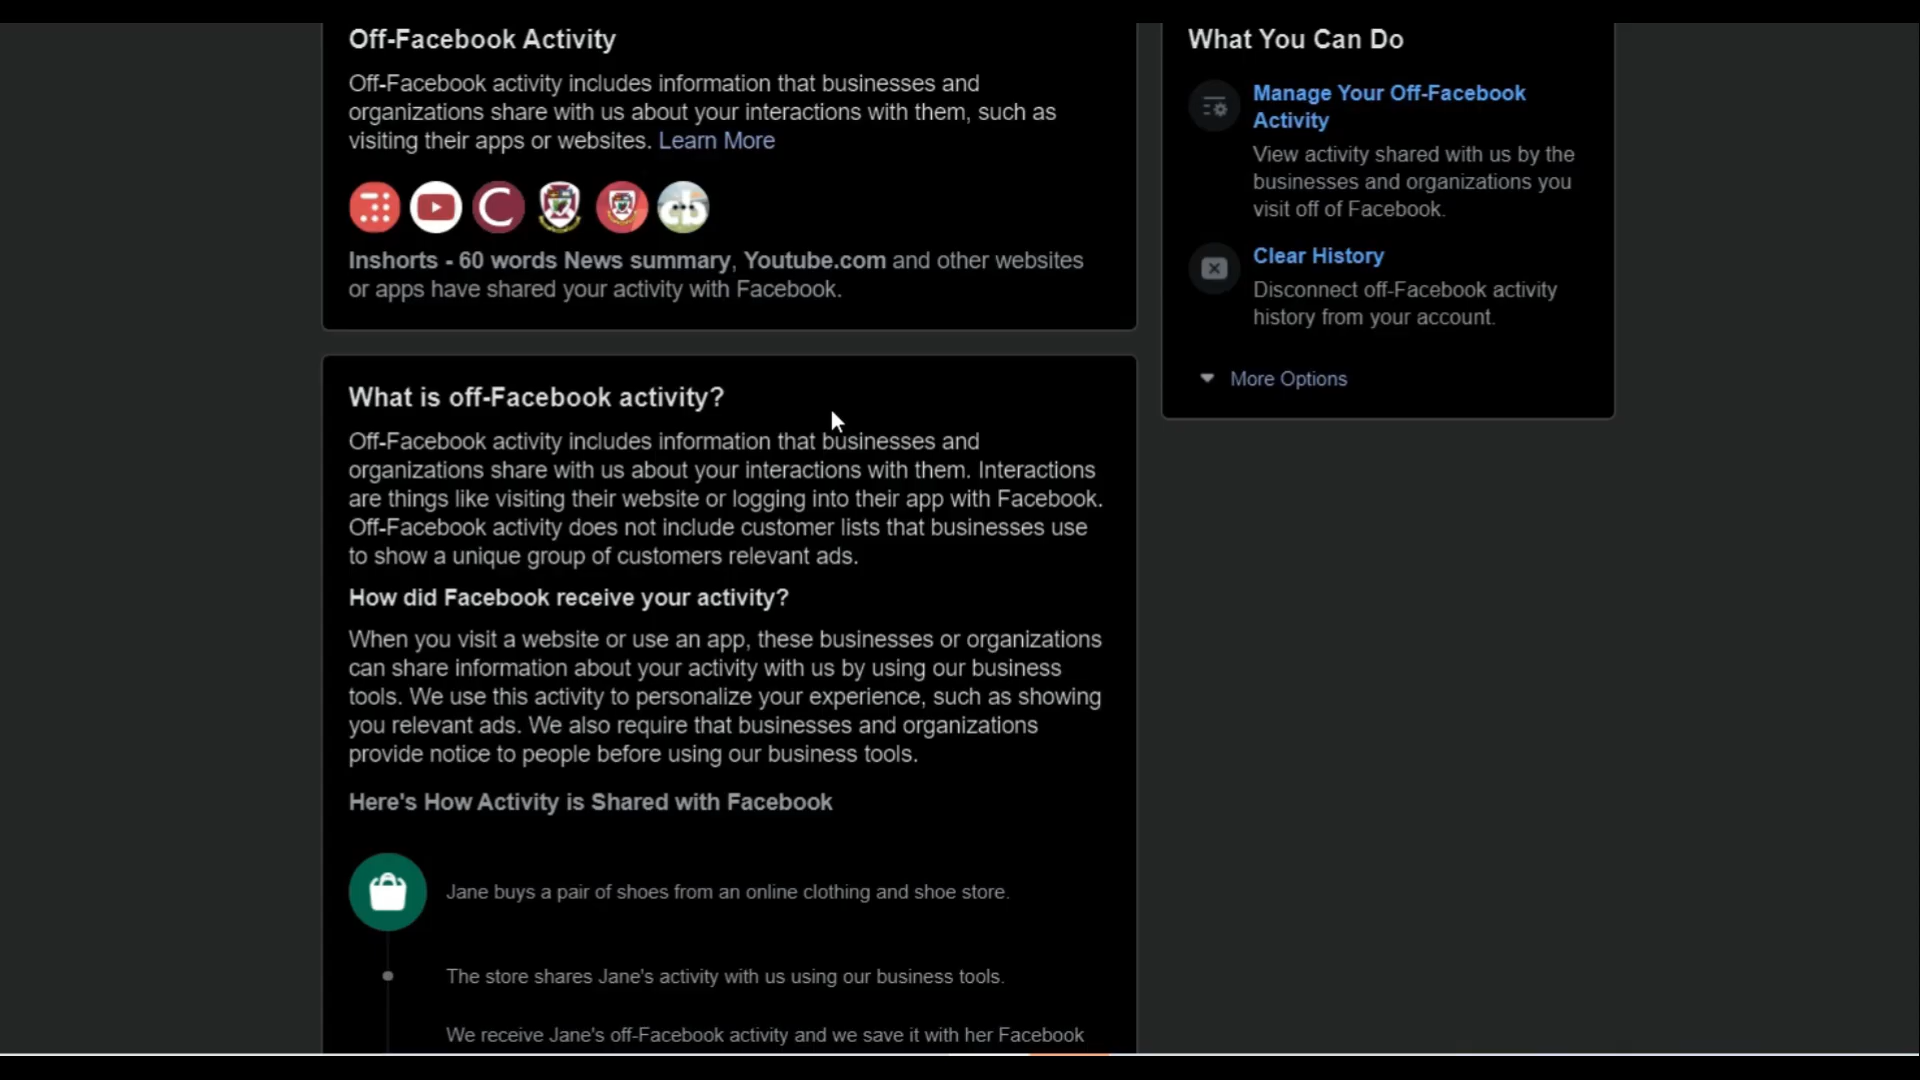 Off-Facebook Activity
Off-Facebook activity includes information that businesses and
organizations share with us about your interactions with them, such as
visiting their apps or websites. Learn More
C
cb
Inshorts - 60 words News summary, Youtube.com and other websites
or apps have shared your activity with Facebook.
What is off-Facebook activity?
Off-Facebook activity includes information that businesses and
organizations share with us about your interactions with them. Interactions
are things like visiting their website or logging into their app with Facebook.
Off-Facebook activity does not include customer lists that businesses use
to show a unique group of customers relevant ads.
How did Facebook receive your activity?
When you visit a website or use an app, these businesses or organizations
can share information about your activity with us by using our business
tools. We use this activity to personalize your experience, such as showing
you relevant ads. We also require that businesses and organizations
provide notice to people before using our business tools.
Here's How Activity is Shared with Facebook
Jane buys a pair of shoes from an online clothing and shoe store.
The store shares Jane's activity with us using our business tools.
We receive Jane's off-Facebook activity and we save it with her Facebook
What You Can Do
Manage Your Off-Facebook
Activity
View activity shared with us by the
businesses and organizations you
visit off of Facebook.
Clear History
Disconnect off-Facebook activity
history from your account.
More Options